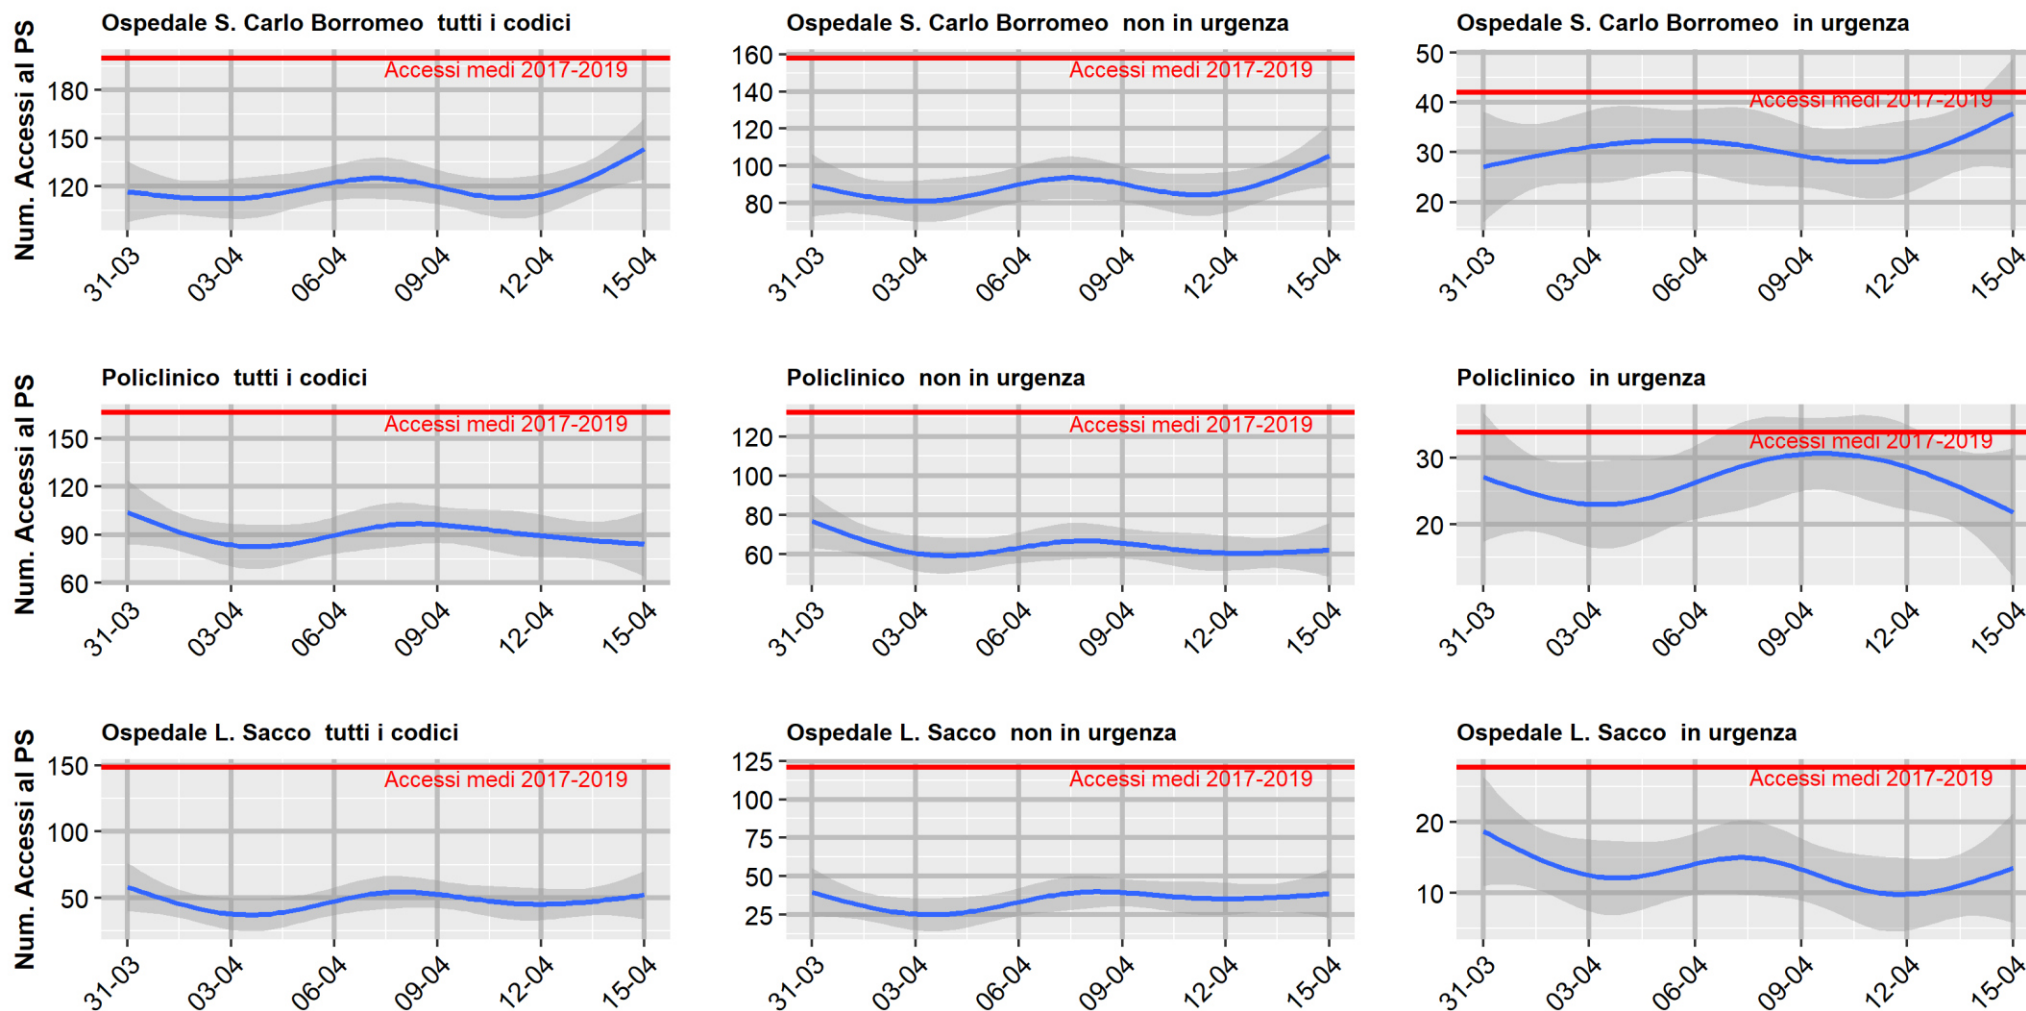 Ospedale S. Carlo Borromeo  tutti i codici
Ospedale S. Carlo Borromeo  non in urgenza
Ospedale S. Carlo Borromeo  in urgenza
Num. Accessi al PS
Accessi medi 2017-2019
180
150
120
31-03 03-04 06-04 09-04 12-04 15-04
Accessi medi 2017-2019
160
140
120
100
80
31-03 03-04 06-04 09-04 12-04 15-04
Accessi medi 2017-2019
50
40
30
20
31-03 03-04 06-04 09-04 12-04 15-04
Policlinico  tutti i codici
Policlinico  non in urgenza
Policlinico  in urgenza
Num. Accessi al PS
Accessi medi 2017-2019
150
120
90
60
31-03 03-04 06-04 09-04 12-04 15-04
Accessi medi 2017-2019
120
100
80
60
31-03 03-04 06-04 09-04 12-04 15-04
Accessi medi 2017-2019
30
20
31-03 03-04 06-04 09-04 12-04 15-04
Ospedale L. Sacco  tutti i codici
Ospedale L. Sacco  non in urgenza
Ospedale L. Sacco  in urgenza
Num. Accessi al PS
150
Accessi medi 2017-2019
100
50
31-03 03-04 06-04 09-04 12-04 15-04
125
Accessi medi 2017-2019
100
75
50
25
31-03 03-04 06-04 09-04 12-04 15-04
Accessi medi 2017-2019
20
10
31-03 03-04 06-04 09-04 12-04 15-04